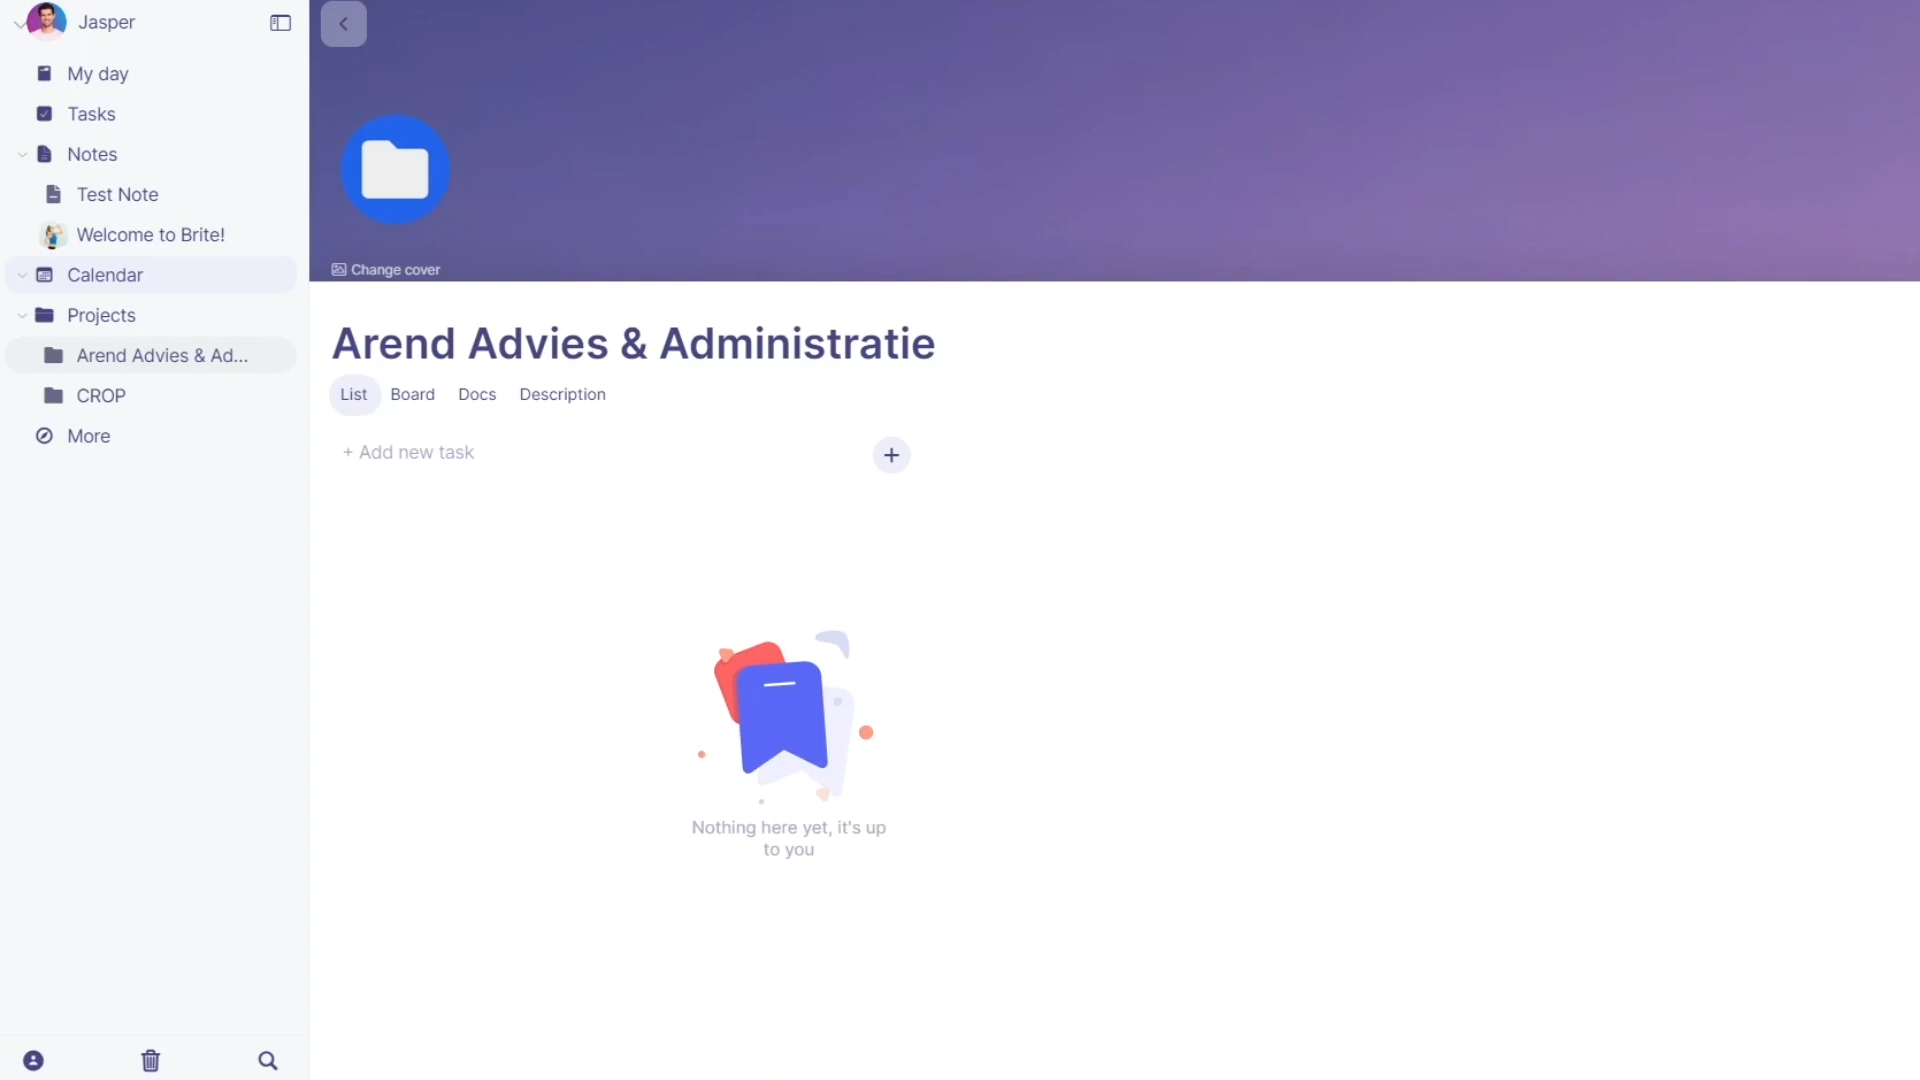 Jasper
My day
Tasks
Notes
Test Note
Welcome to Brite!
Calendar
Projects
Arend Advies & Ad...
CROP
More
Change cover
Arend Advies & Administratie
List Board Docs Description
+ Add new task
Nothing here yet, it's up
to you